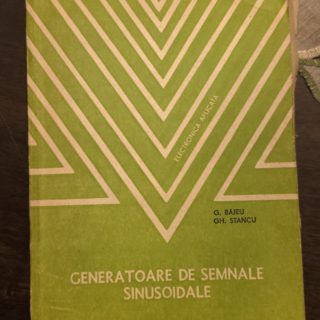 ELECTRONICA APLICATĂ
G. BĂJEU
GH. STANCU
GENERATOARE DE SEMNALE
SINUSOIDALE